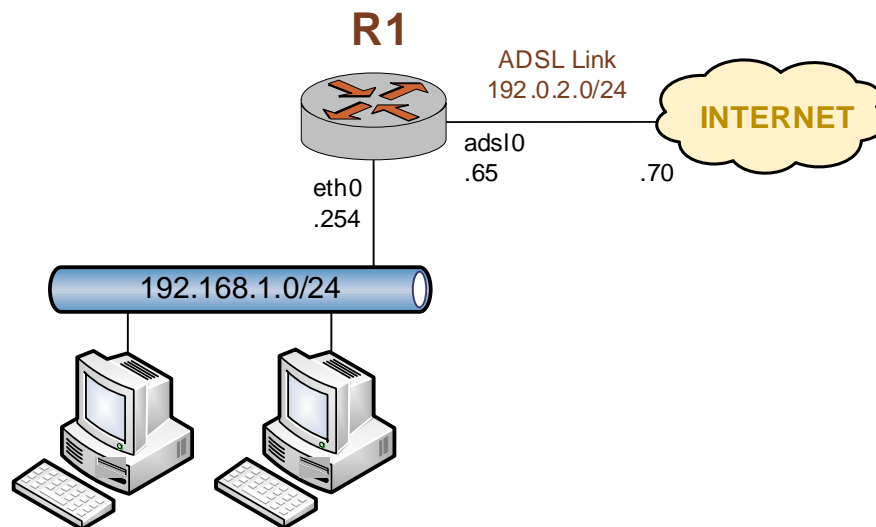 R1
ADSL Link
192.0.2.0/24
INTERNET
adsl0
.65
.70
eth0
.254
192.168.1.0/24